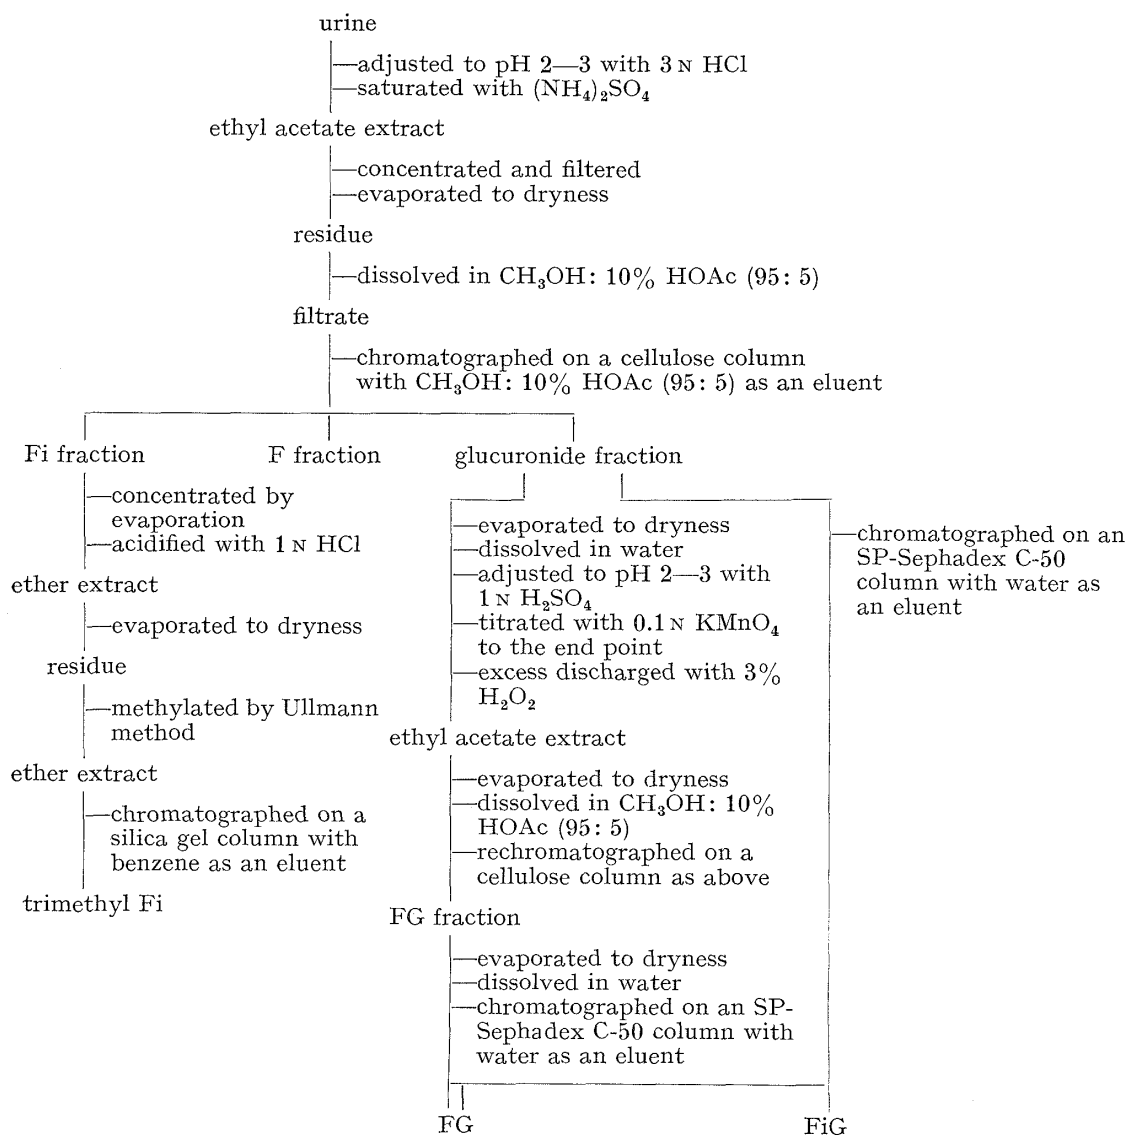 urine
—adjusted to pH 2—3 with 3 N HCl
—saturated with (NH₄)₂SO₄
ethyl acetate extract
—concentrated and filtered
—evaporated to dryness
residue
—dissolved in CH₃OH: 10% HOAc (95: 5)
filtrate
—chromatographed on a cellulose column
with CH₃OH: 10% HOAc (95: 5) as an eluent
Fi fraction
—concentrated by
evaporation
—acidified with 1 N HCl
ether extract
—evaporated to dryness
residue
—methylated by Ullmann
method
ether extract
—chromatographed on a
silica gel column with
benzene as an eluent
trimethyl Fi
F fraction
glucuronide fraction
—evaporated to dryness
—dissolved in water
—adjusted to pH 2—3 with
1 N H₂SO₄
—titrated with 0.1 N KMnO₄
to the end point
—excess discharged with 3%
H₂O₂
ethyl acetate extract
—evaporated to dryness
—dissolved in CH₃OH: 10%
HOAc (95: 5)
—rechromatographed on a
cellulose column as above
FG fraction
—evaporated to dryness
—dissolved in water
—chromatographed on an SP-
Sephadex C-50 column with
water as an eluent
FG
—chromatographed on an
SP-Sephadex C-50
column with water as
an eluent
FiG